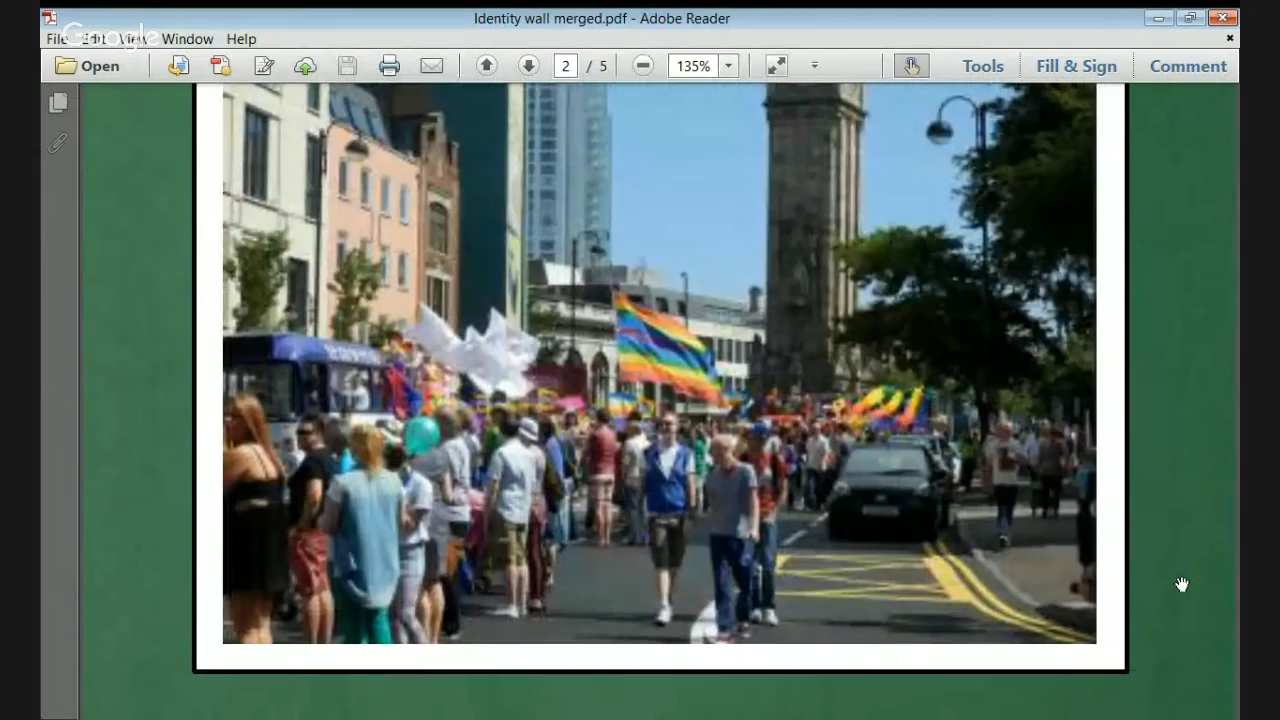 Identity wall merged.pdf - Adobe Reader
Google
File Edit View Window Help
Open 2 / 5 135% Tools Fill & Sign Comment